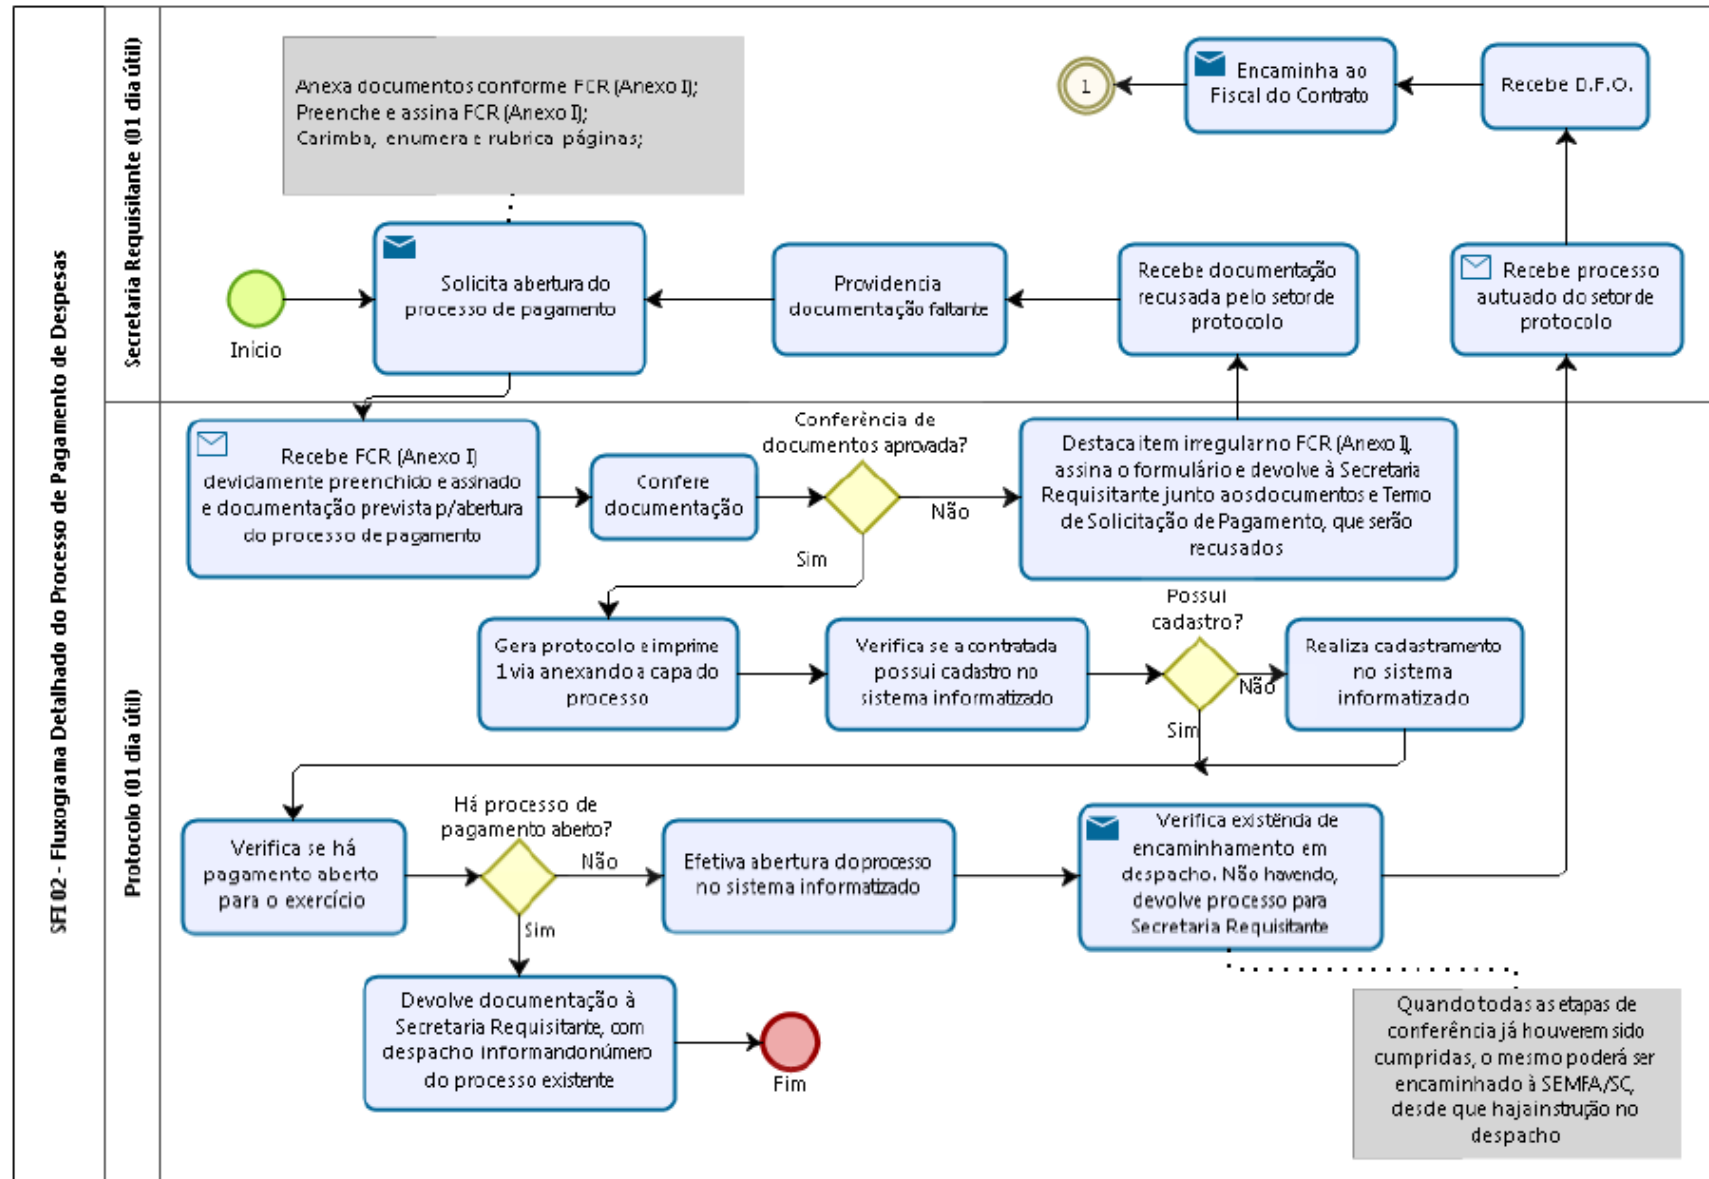 SFI 02 - Fluxograma Detalhado do Processo de Pagamento de Despesas
Secretaria Requisitante (01 dia útil)
Anexa documentos conforme FCR (Anexo I);
Preenche e assina FCR (Anexo I);
Carimba, enumera e rubrica páginas;
1
Encaminha ao
Fiscal do Contrato
Recebe D.F.O.
Início
Solicita abertura do
processo de pagamento
Providencia
documentação faltante
Recebe documentação
recusada pelo setor de
protocolo
Recebe processo
autuado do setor de
protocolo
Protocolo (01 dia útil)
Recebe FCR (Anexo I)
devidamente preenchido e assinado
e documentação prevista p/abertura
do processo de pagamento
Confere
documentação
Conferência de
documentos aprovada?
Não
Sim
Destaca item irregular no FCR (Anexo I),
assina o formulário e devolve à Secretaria
Requisitante junto aos documentos e Termo
de Solicitação de Pagamento, que serão
recusados
Gera protocolo e imprime
1 via anexando a capa do
processo
Verifica se a contratada
possui cadastro no
sistema informatizado
Possui
cadastro?
Não
Sim
Realiza cadastramento
no sistema
informatizado
Verifica se há
pagamento aberto
para o exercício
Há processo de
pagamento aberto?
Não
Sim
Efetiva abertura do processo
no sistema informatizado
Verifica existência de
encaminhamento em
despacho. Não havendo,
devolve processo para
Secretaria Requisitante
Devolve documentação à
Secretaria Requisitante, com
despacho informando número
do processo existente
Fim
Quando todas as etapas de
conferência já houverem sido
cumpridas, o mesmo poderá ser
encaminhado à SEMFA/SC,
desde que haja instrução no
despacho